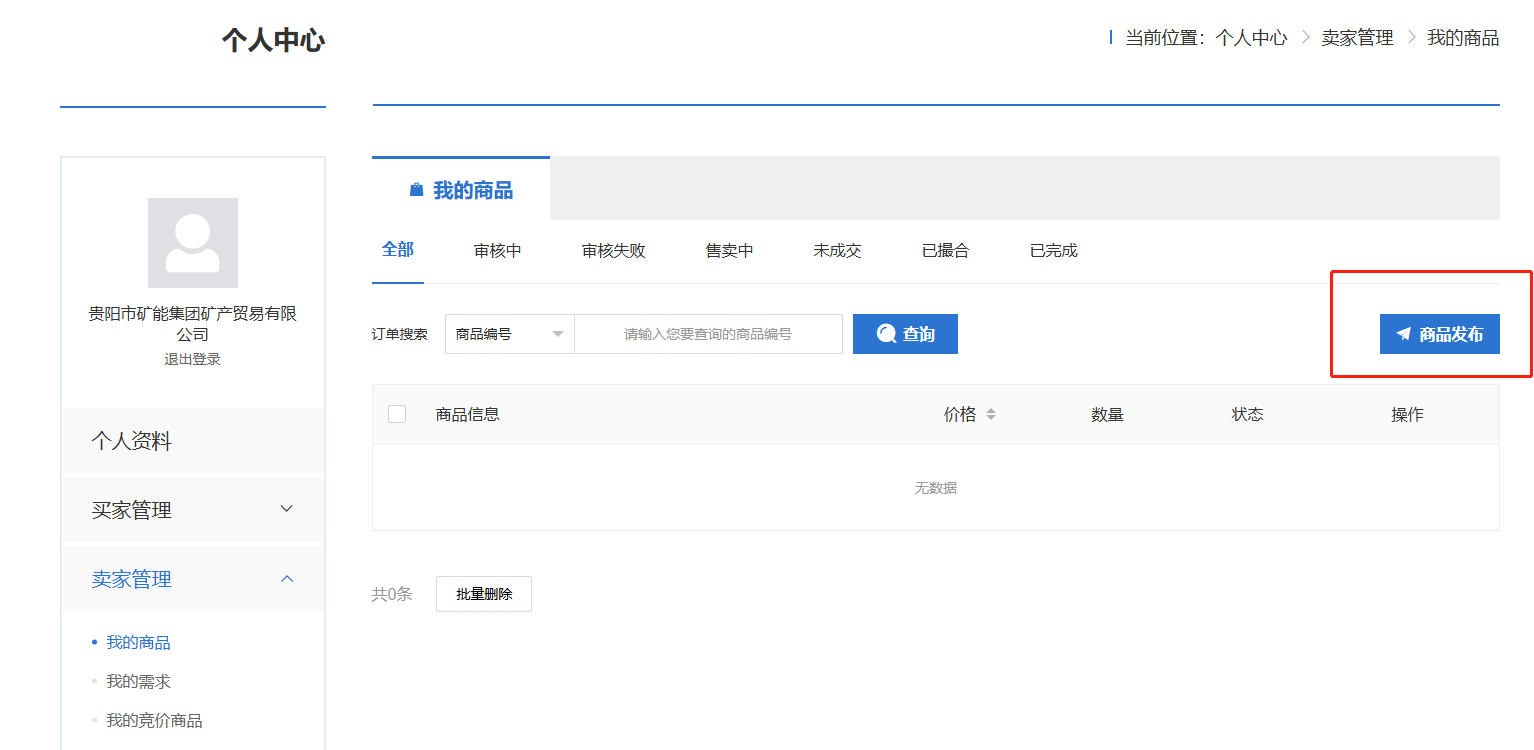 个人中心
当前位置：个人中心 > 卖家管理 > 我的商品
贵阳市矿能集团矿产贸易有限
公司
退出登录
个人资料
买家管理
卖家管理
我的商品
我的需求
我的竞价商品
我的商品
全部 审核中 审核失败 售卖中 未成交 已撮合 已完成
订单搜索 商品编号 请输入您要查询的商品编号 查询 商品发布
商品信息 价格 数量 状态 操作
无数据
共0条 批量删除